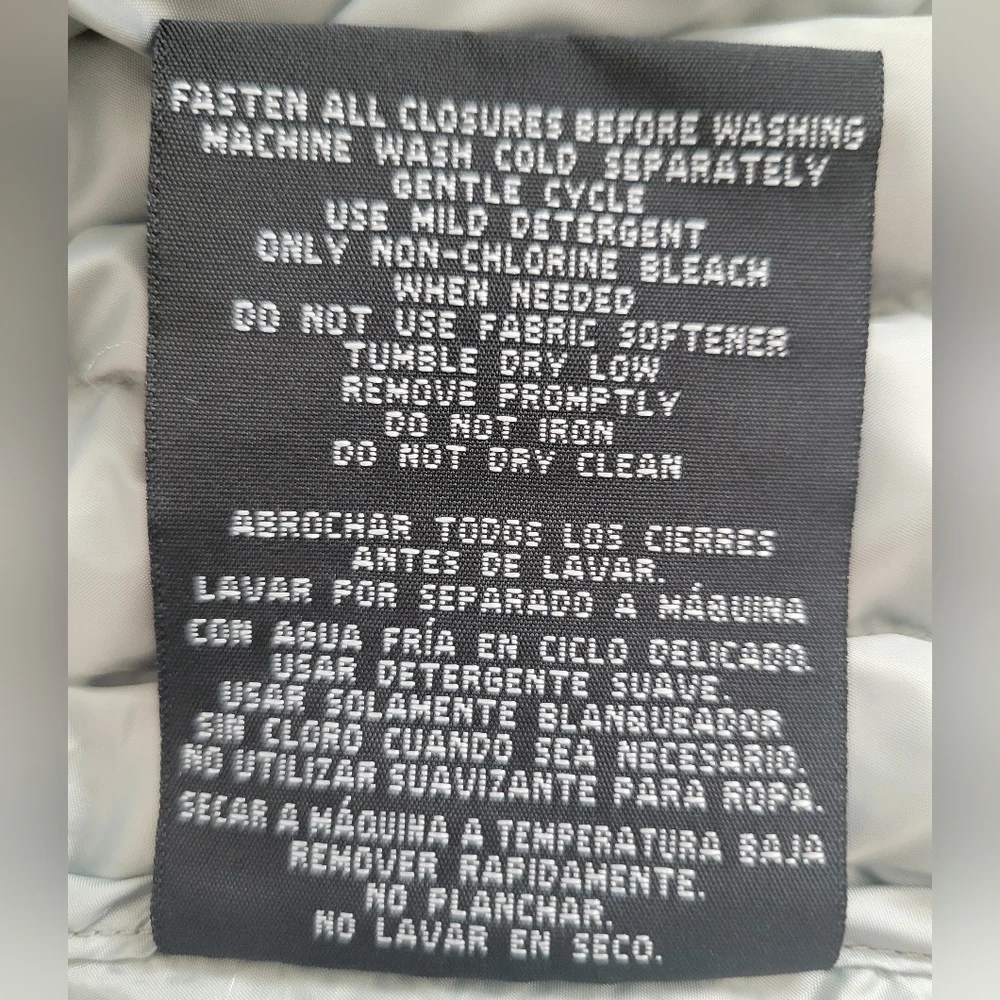 FASTEN ALL CLOSURES BEFORE WASHING
MACHINE WASH COLD SEPARATELY
GENTLE CYCLE
USE MILD DETERGENT
ONLY NON-CHLORINE BLEACH
WHEN NEEDED
DO NOT USE FABRIC SOFTENER
TUMBLE DRY LOW
REMOVE PROMPTLY
DO NOT IRON
DO NOT DRY CLEAN
ABROCHAR TODOS LOS CIERRES
ANTES DE LAVAR.
LAVAR POR SEPARADO A MÁQUINA
CON AGUA FRÍA EN CICLO DELICADO.
USAR DETERGENTE SUAVE.
USAR SOLAMENTE BLANQUEADOR
SIN CLORO CUANDO SEA NECESARIO.
NO UTILIZAR SUAVIZANTE PARA ROPA.
SECAR A MÁQUINA A TEMPERATURA BAJA
REMOVER RAPIDAMENTE.
NO PLANCHAR.
NO LAVAR EN SECO.